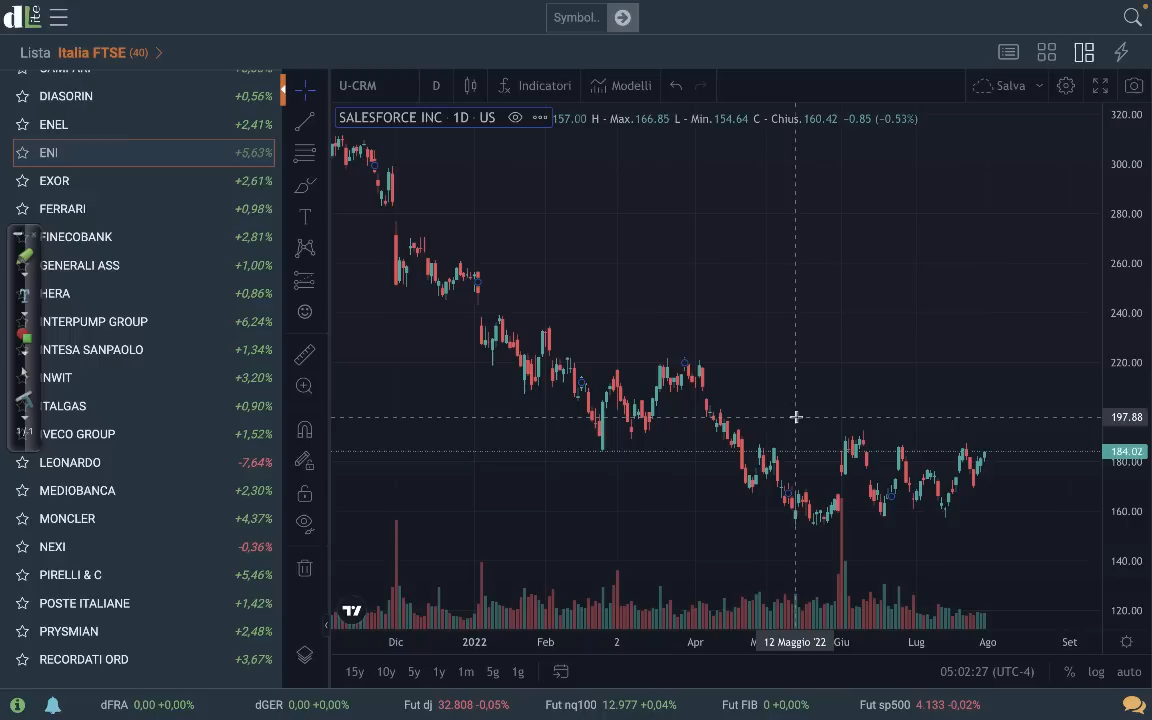 dLite
Symbol..
Lista Italia FTSE (40)
DIASORIN +0,56%
ENEL +2,41%
ENI +5,63%
EXOR +2,61%
FERRARI +0,98%
FINECOBANK +2,81%
GENERALI ASS +1,00%
HERA +0,86%
INTERPUMP GROUP +6,24%
INTESA SANPAOLO +1,34%
INWIT +3,20%
ITALGAS +0,90%
IVECO GROUP +1,52%
1/1
LEONARDO -7,64%
MEDIOBANCA +2,30%
MONCLER +4,37%
NEXI -0,36%
PIRELLI & C +5,46%
POSTE ITALIANE +1,42%
PRYSMIAN +2,48%
RECORDATI ORD +3,67%
U-CRM D Indicatori Modelli Salva
SALESFORCE INC · 1D · US 157.00 H - Max.166.85 L - Min.154.64 C - Chius.160.42 -0.85 (-0.53%)
320.00
300.00
280.00
260.00
240.00
220.00
197.88
184.02
180.00
160.00
140.00
120.00
Dic 2022 Feb 2 Apr M 12 Maggio '22 Giu Lug Ago Set
15y 10y 5y 1y 1m 5g 1g 05:02:27 (UTC-4) % log auto
dFRA 0,00 +0,00% dGER 0,00 +0,00% Fut dj 32.808 -0,05% Fut nq100 12.977 +0,04% Fut FIB 0 +0,00% Fut sp500 4.133 -0,02%